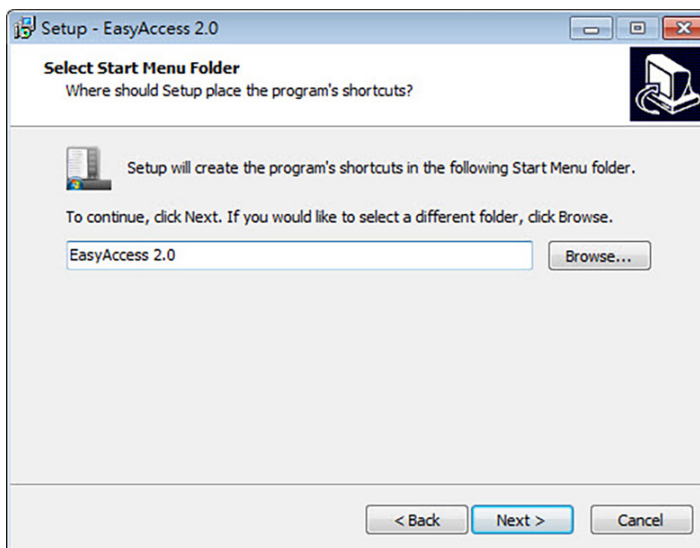 Setup - EasyAccess 2.0
Select Start Menu Folder
Where should Setup place the program's shortcuts?
Setup will create the program's shortcuts in the following Start Menu folder.
To continue, click Next. If you would like to select a different folder, click Browse.
EasyAccess 2.0
Browse...
< Back
Next >
Cancel